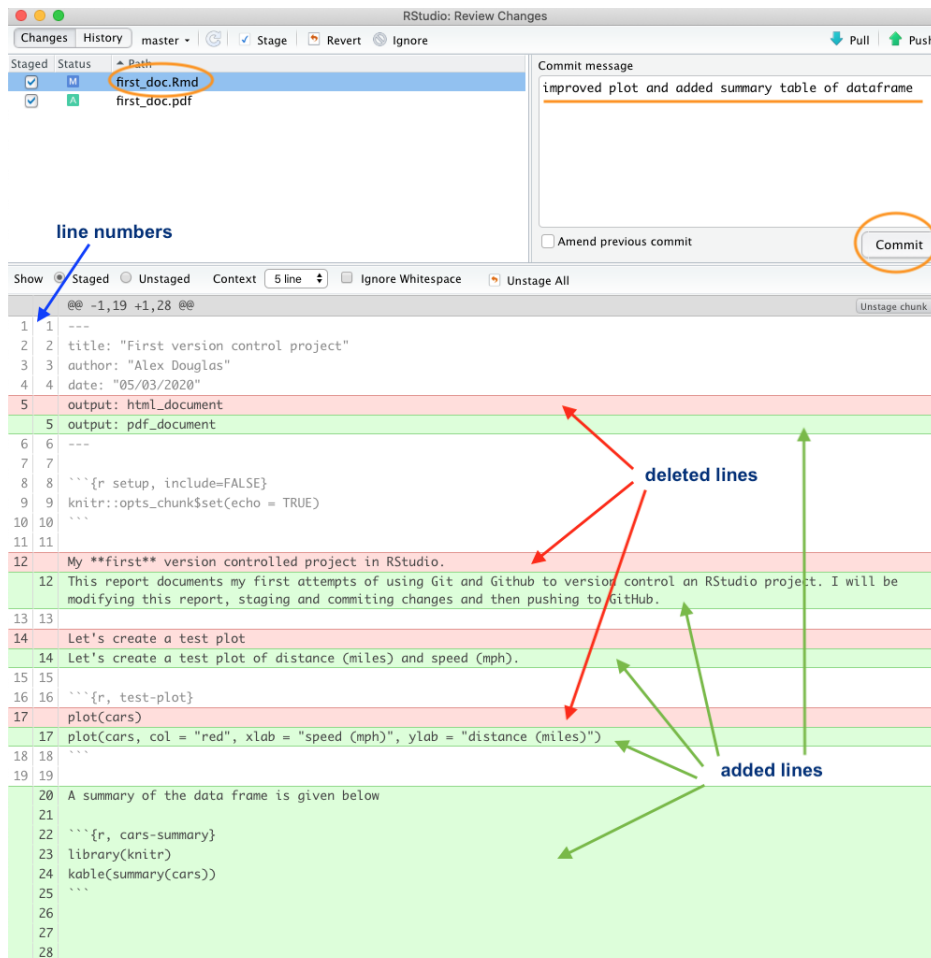 RStudio: Review Changes
Changes History master Stage Revert Ignore Pull Push
Staged Status Path
M first_doc.Rmd
A first_doc.pdf
Commit message
improved plot and added summary table of dataframe
Amend previous commit
Commit
line numbers
Show Staged Unstaged Context 5 line Ignore Whitespace Unstage All
@@ -1,19 +1,28 @@ Unstage chunk
1 1 ---
2 2 title: "First version control project"
3 3 author: "Alex Douglas"
4 4 date: "05/03/2020"
5 output: html_document
5 output: pdf_document
6 6 ---
7 7
8 8 ```{r setup, include=FALSE}
9 9 knitr::opts_chunk$set(echo = TRUE)
10 10 ```
11 11
12 My **first** version controlled project in RStudio.
12 This report documents my first attempts of using Git and Github to version control an RStudio project. I will be
modifying this report, staging and commiting changes and then pushing to GitHub.
13 13
14 Let's create a test plot
14 Let's create a test plot of distance (miles) and speed (mph).
15 15
16 16 ```{r, test-plot}
17 plot(cars)
17 plot(cars, col = "red", xlab = "speed (mph)", ylab = "distance (miles)")
18 18 ```
19 19
20 A summary of the data frame is given below
21
22 ```{r, cars-summary}
23 library(knitr)
24 kable(summary(cars))
25 ```
26
27
28
deleted lines
added lines